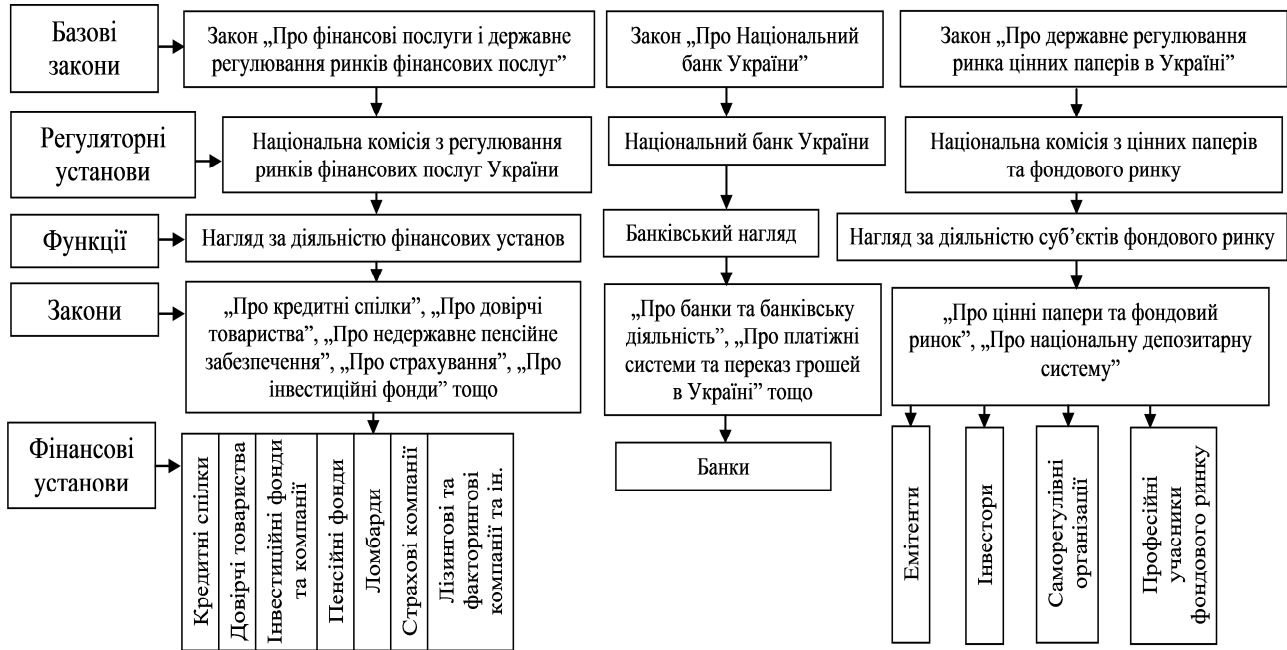 Базові
закони
Закон „Про фінансові послуги і державне
регулювання ринків фінансових послуг”
Закон „Про Національний
банк України”
Закон „Про державне регулювання
ринка цінних паперів в Україні”
Регуляторні
установи
Національна комісія з регулювання
ринків фінансових послуг України
Національний банк України
Національна комісія з цінних паперів
та фондового ринку
Функції
Нагляд за діяльністю фінансових установ
Банківський нагляд
Нагляд за діяльністю суб’єктів фондового ринку
Закони
„Про кредитні спілки”, „Про довірчі
товариства”, „Про недержавне пенсійне
забезпечення”, „Про страхування”, „Про
інвестиційні фонди” тощо
„Про банки та банківську
діяльність”, „Про платіжні
системи та переказ грошей
в Україні” тощо
„Про цінні папери та фондовий
ринок”, „Про національну депозитарну
систему”
Фінансові
установи
Кредитні спілки
Довірчі товариства
Інвестиційні фонди
та компанії
Пенсійні фонди
Ломбарди
Страхові компанії
Лізингові та
факторингові
компанії та ін.
Банки
Емітенти
Інвестори
Саморегулівні
організації
Професійні
учасники
фондового ринку